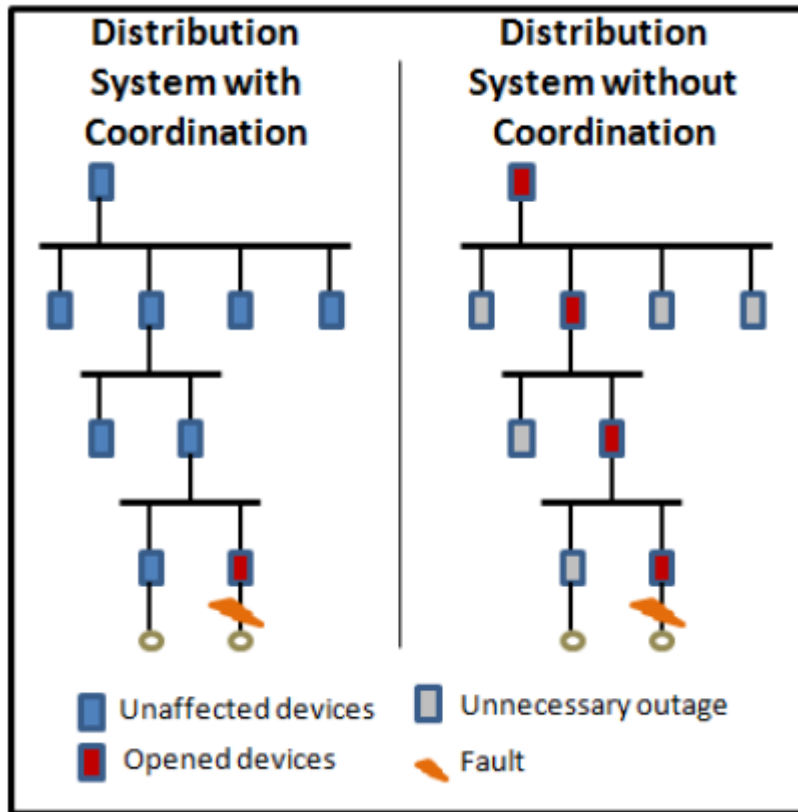 Distribution
System with
Coordination
Distribution
System without
Coordination
Unaffected devices
Unnecessary outage
Opened devices
Fault